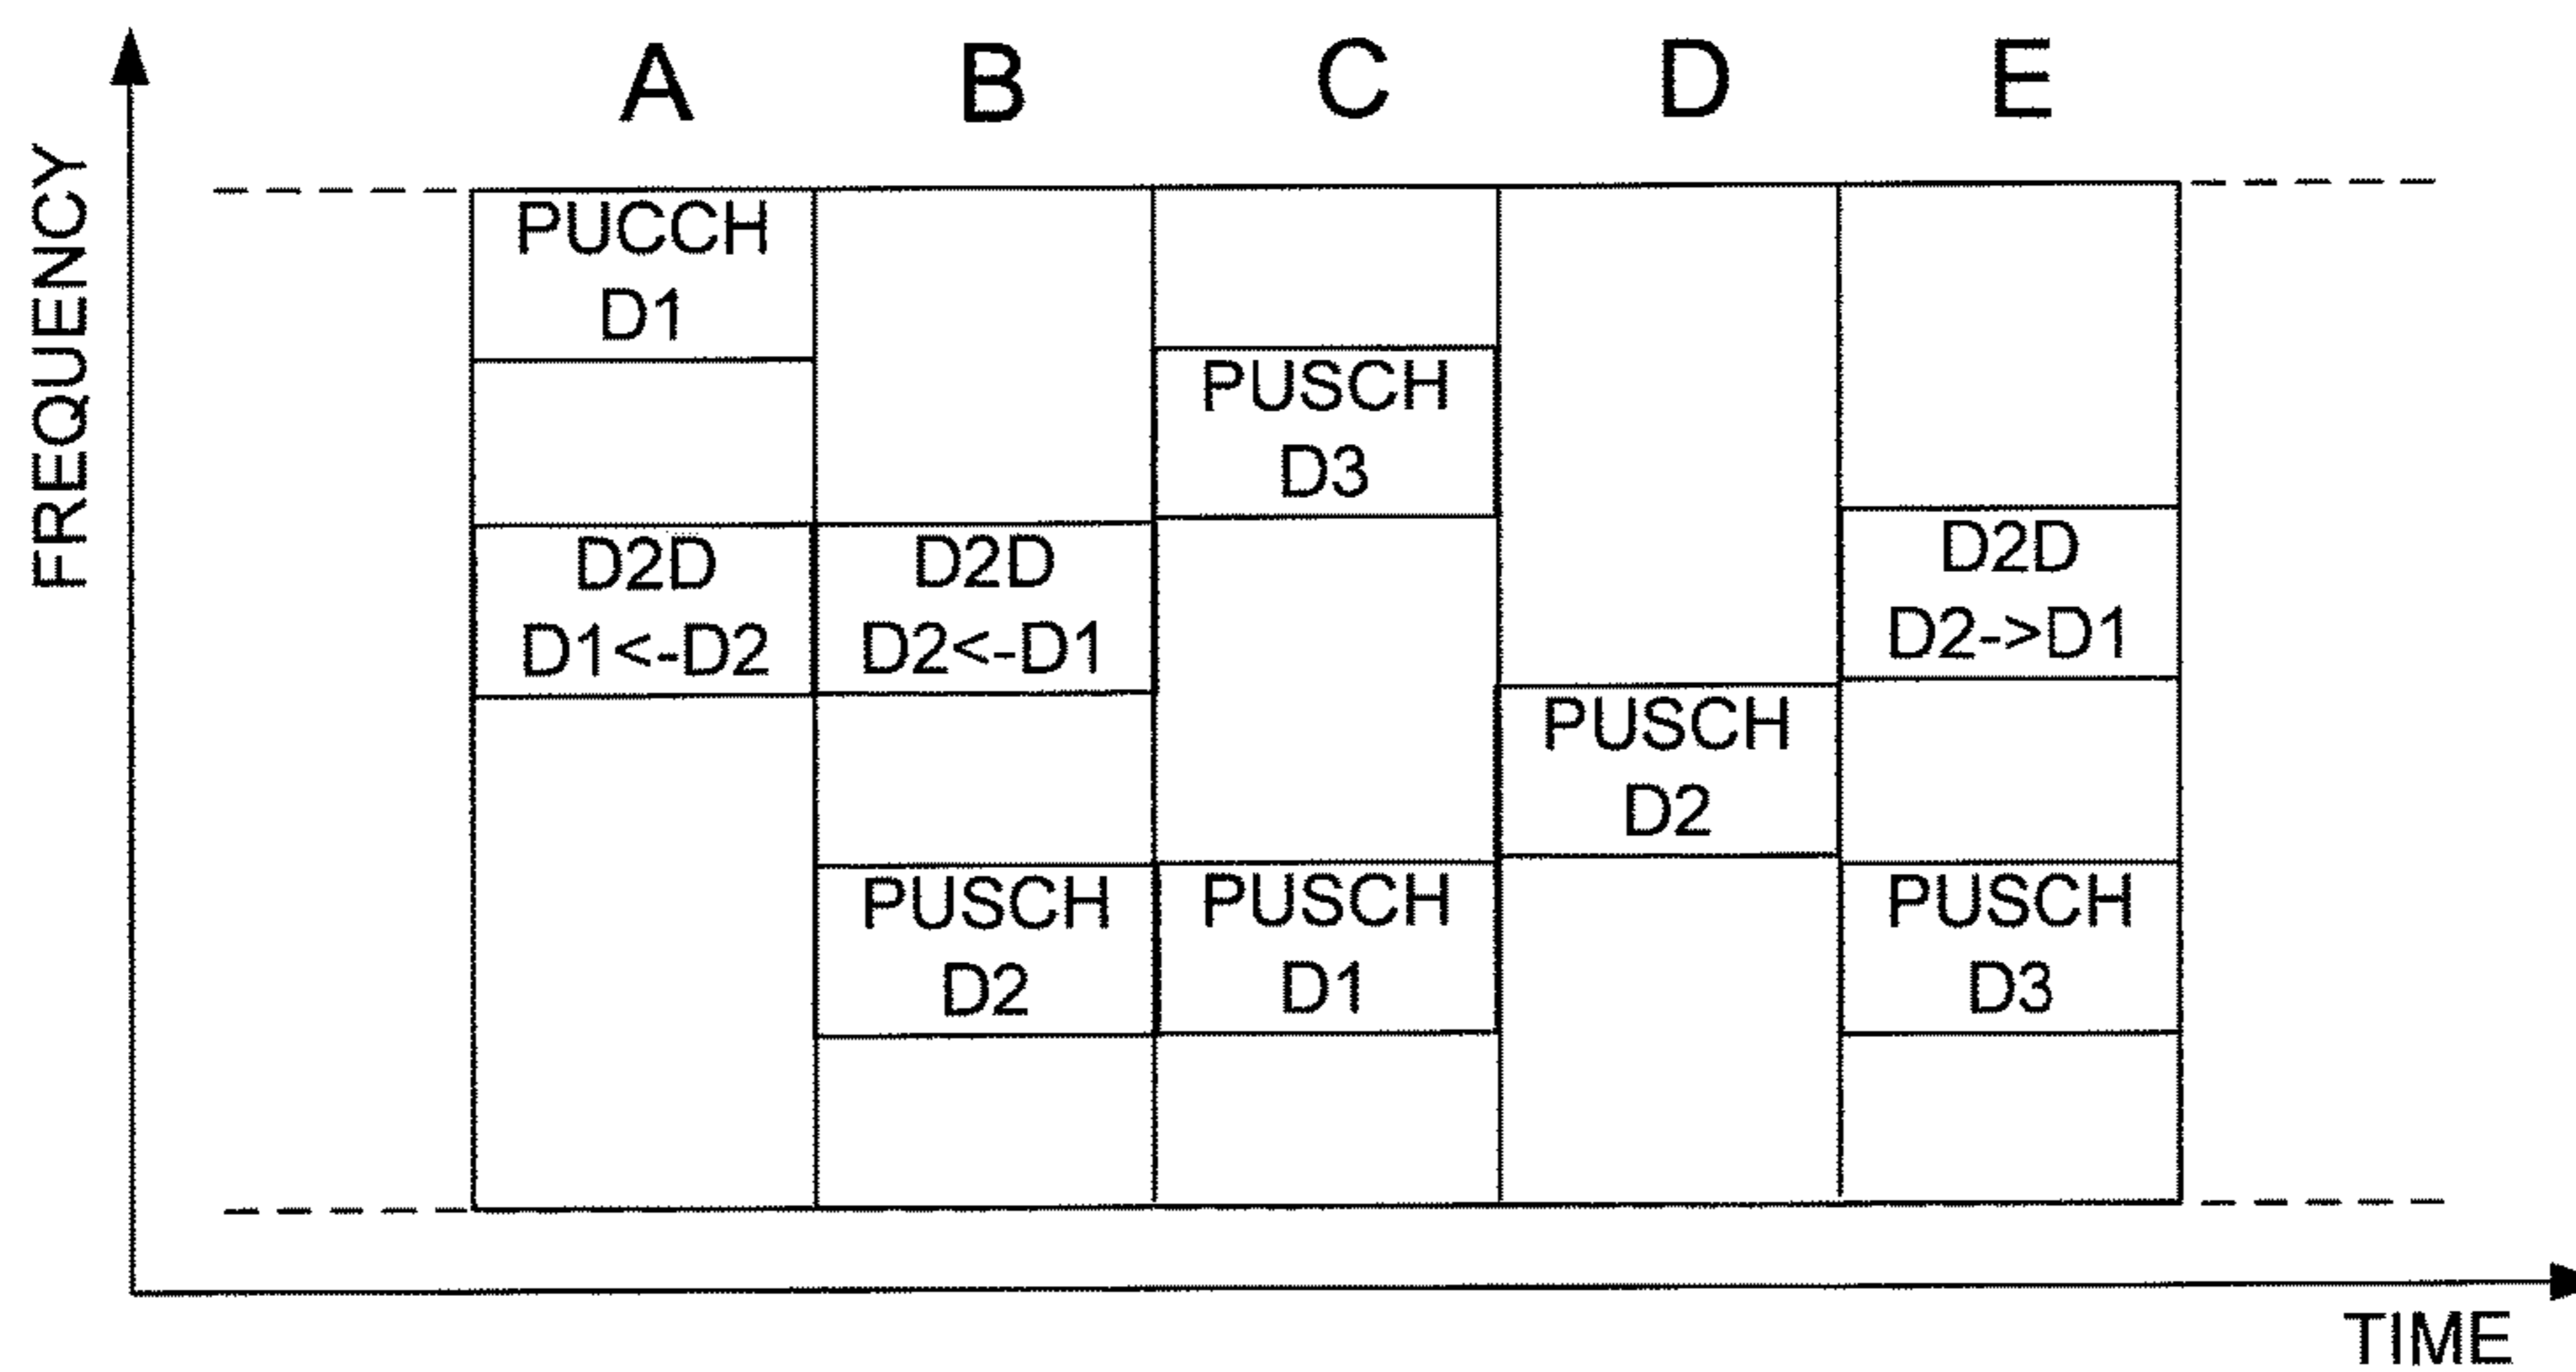 A
B
C
D
E
FREQUENCY
PUCCH
D1
PUSCH
D3
D2D
D1<-D2
D2D
D2<-D1
D2D
D2->D1
PUSCH
D2
PUSCH
D2
PUSCH
D1
PUSCH
D3
TIME